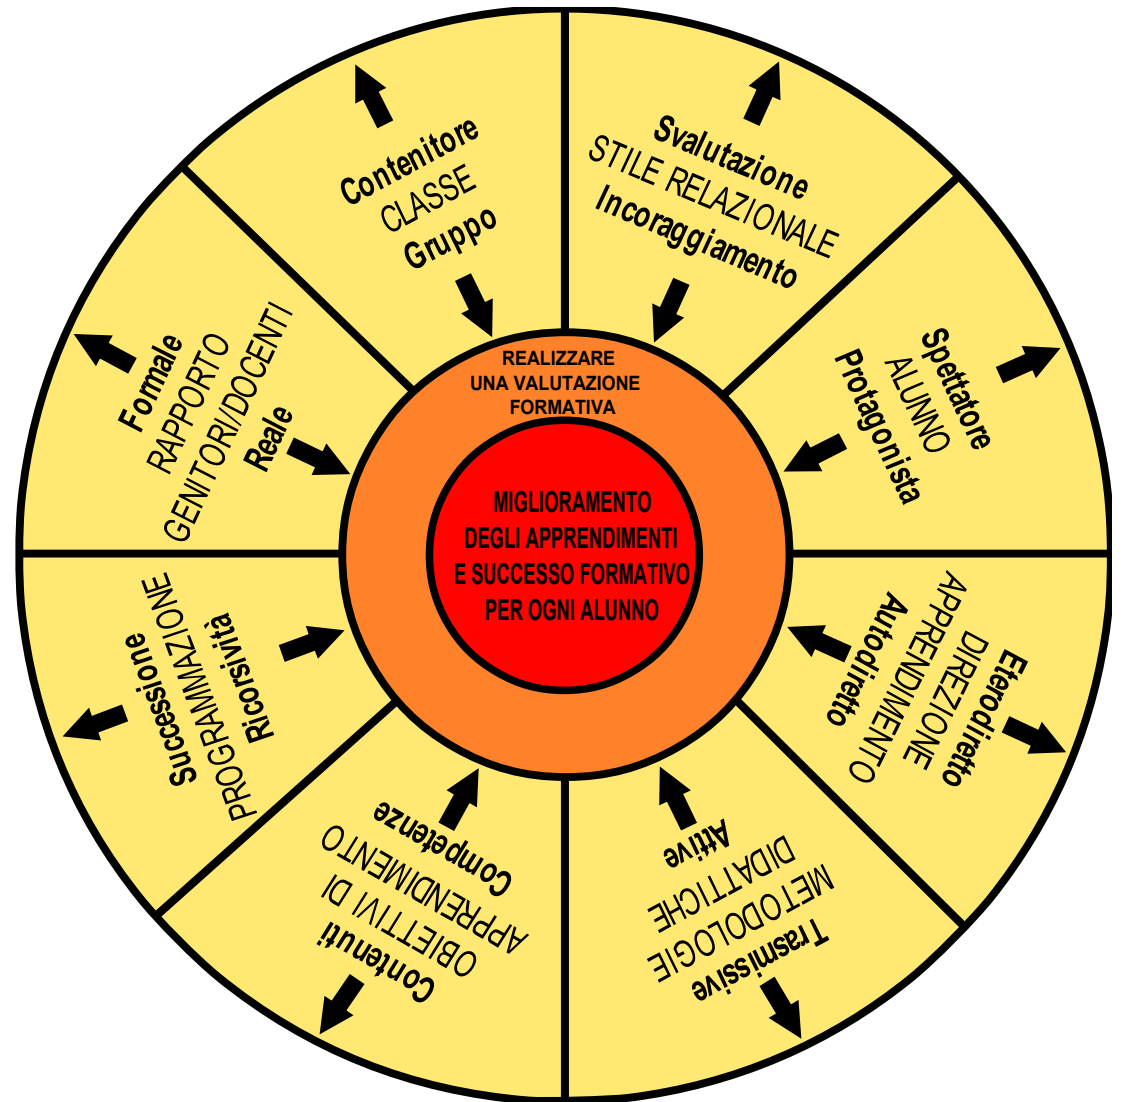 Contenitore
CLASSE
Gruppo
Svalutazione
STILE RELAZIONALE
Incoraggiamento
Spettatore
ALUNNO
Protagonista
Eterodiretto
DIREZIONE
APPRENDIMENTO
Autodiretto
Trasmissive
METODOLOGIE
DIDATTICHE
Attive
Contenuti
OBIETTIVI DI
APPRENDIMENTO
Competenze
Successione
PROGRAMMAZIONE
Ricorsività
Formale
RAPPORTO
GENITORI/DOCENTI
Reale
REALIZZARE
UNA VALUTAZIONE
FORMATIVA
MIGLIORAMENTO
DEGLI APPRENDIMENTI
E SUCCESSO FORMATIVO
PER OGNI ALUNNO